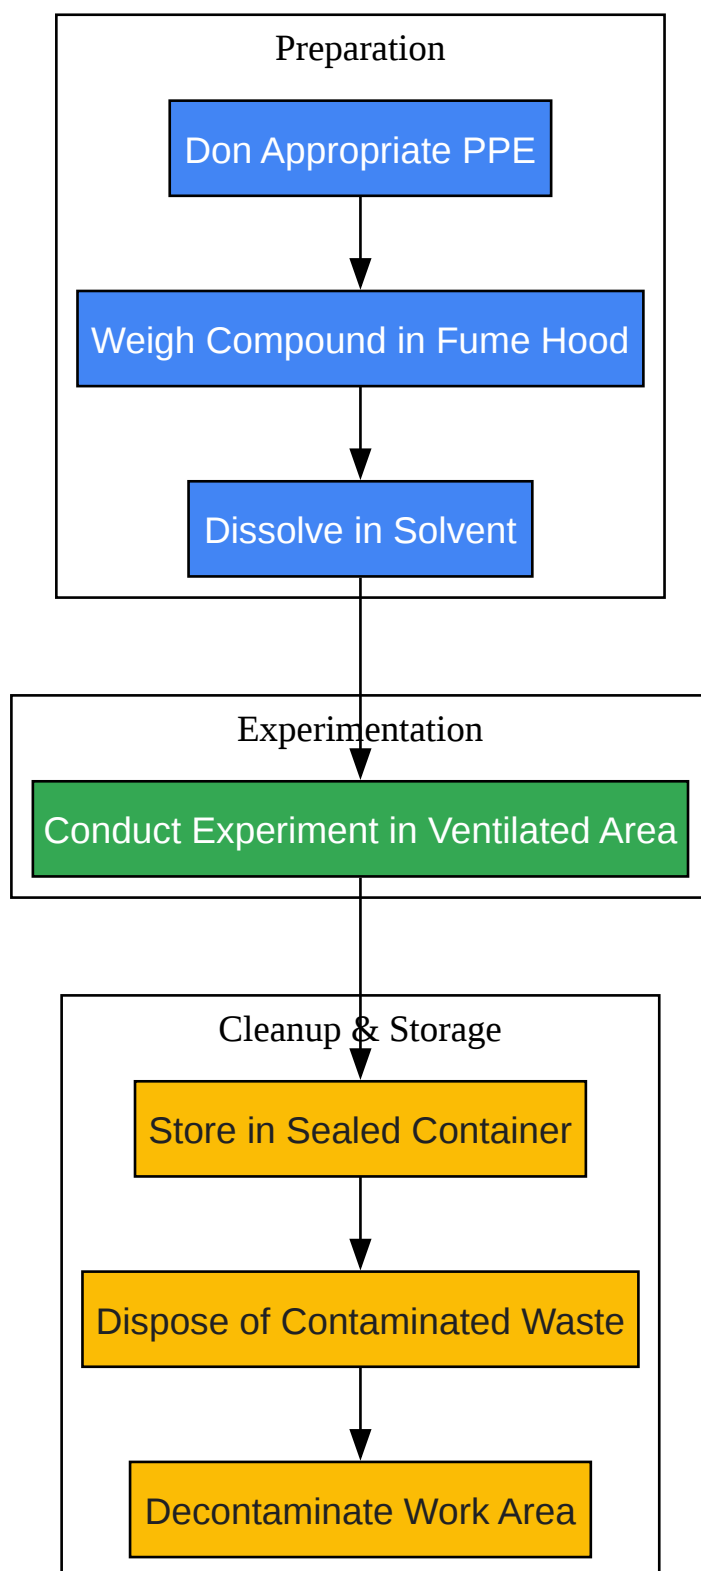 Preparation
Don Appropriate PPE
Weigh Compound in Fume Hood
Dissolve in Solvent
Experimentation
Conduct Experiment in Ventilated Area
Cleanup & Storage
Store in Sealed Container
Dispose of Contaminated Waste
Decontaminate Work Area